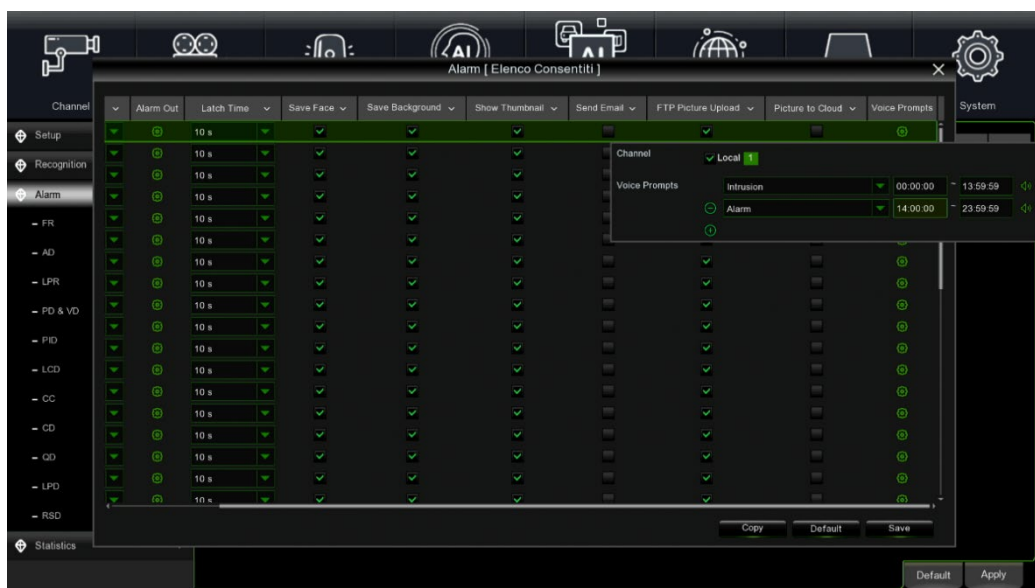 AI
AI
Alarm [ Elenco Consentiti ]
Channel
System
Alarm Out Latch Time Save Face Save Background Show Thumbnail Send Email FTP Picture Upload Picture to Cloud Voice Prompts
Setup
10 s
10 s
Channel Local 1
Recognition
10 s
Voice Prompts Intrusion 00:00:00 ~ 13:59:59
Alarm
10 s
Alarm 14:00:00 ~ 23:59:59
– FR
10 s
10 s
– AD
10 s
– LPR
10 s
– PD & VD
10 s
10 s
– PID
10 s
– LCD
10 s
– CC
10 s
10 s
– CD
10 s
– QD
10 s
– LPD
10 s
10 s
– RSD
Copy Default Save
Statistics
Default Apply